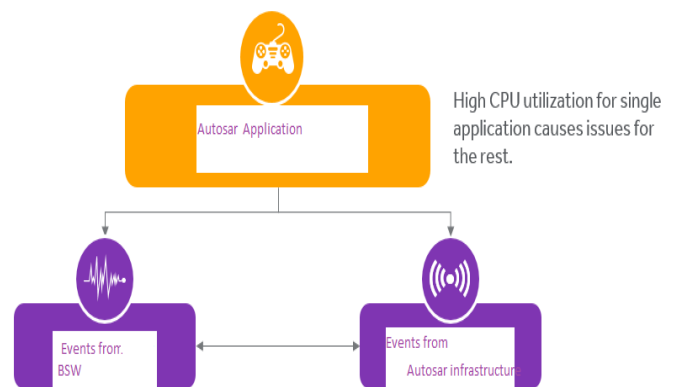 High CPU utilization for single
application causes issues for
the rest.
Autosar Application
Events from
BSW
Events from
Autosar infrastructure